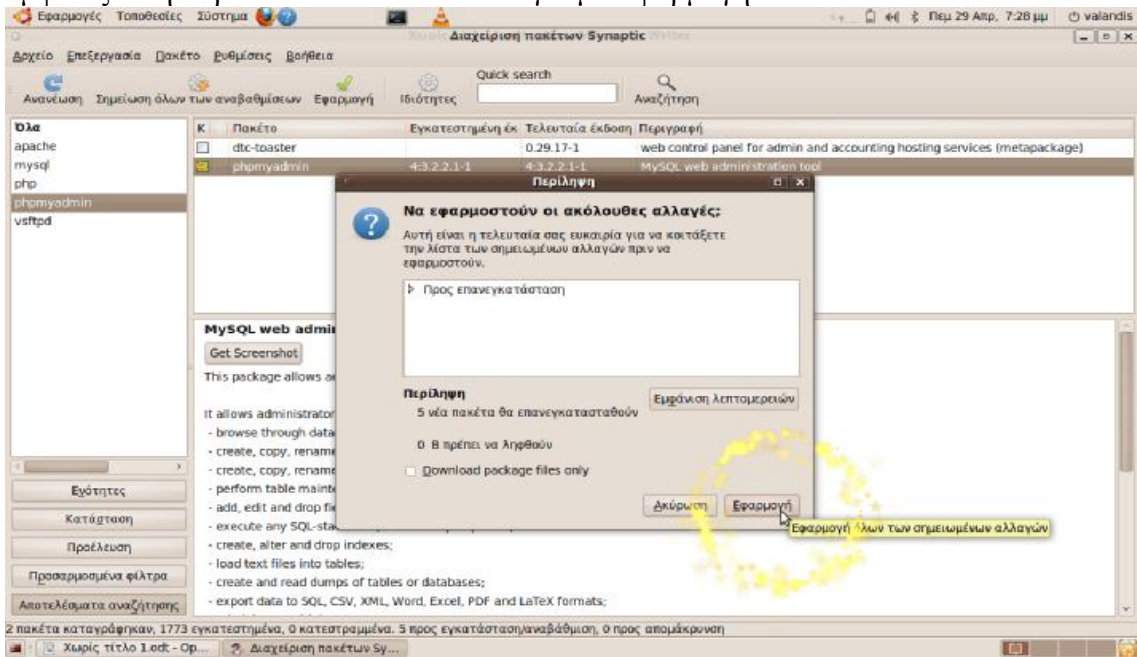 Εφαρμογές Τοποθεσίες Σύστημα
Πεμ 29 Απρ, 7:28 μμ valandis
Διαχείριση πακέτων Synaptic
Αρχείο Επεξεργασία Πακέτο Ρυθμίσεις Βοήθεια
Quick search
Ανανέωση Σημείωση όλων των αναβαθμίσεων Εφαρμογή Ιδιότητες Αναζήτηση
Όλα
apache
mysql
php
phpmyadmin
vsftpd
Κ Πακέτο Εγκατεστημένη έκ Τελευταία έκδοση Περιγραφή
dtc-toaster 0.29.17-1 web control panel for admin and accounting hosting services (metapackage)
phpmyadmin 4:3.2.2.1-1 4:3.2.2.1-1 MySQL web administration tool
Περίληψη
Να εφαρμοστούν οι ακόλουθες αλλαγές;
Αυτή είναι η τελευταία σας ευκαιρία για να κοιτάξετε
την λίστα των σημειωμένων αλλαγών πριν να
εφαρμοστούν.
Προς επανεγκατάσταση
Περίληψη
Εμφάνιση λεπτομερειών
5 νέα πακέτα θα επανεγκατασταθούν
0 B πρέπει να ληφθούν
Download package files only
Ακύρωση Εφαρμογή
Εφαρμογή όλων των σημειωμένων αλλαγών
MySQL web admi
Get Screenshot
This package allows a
It allows administrator
- browse through data
- create, copy, rename
- create, copy, rename
- perform table maint
- add, edit and drop fi
- execute any SQL-sta
- create, alter and drop indexes;
- load text files into tables;
- create and read dumps of tables or databases;
- export data to SQL, CSV, XML, Word, Excel, PDF and LaTeX formats;
Ενότητες
Κατάσταση
Προέλευση
Προσαρμοσμένα φίλτρα
Αποτελέσματα αναζήτησης
2 πακέτα καταγράφηκαν, 1773 εγκατεστημένα, 0 κατεστραμμένα. 5 προς εγκατάσταση/αναβάθμιση, 0 προς απομάκρυνση
Χωρίς τίτλο 1.odt - Op... Διαχείριση πακέτων Sy...